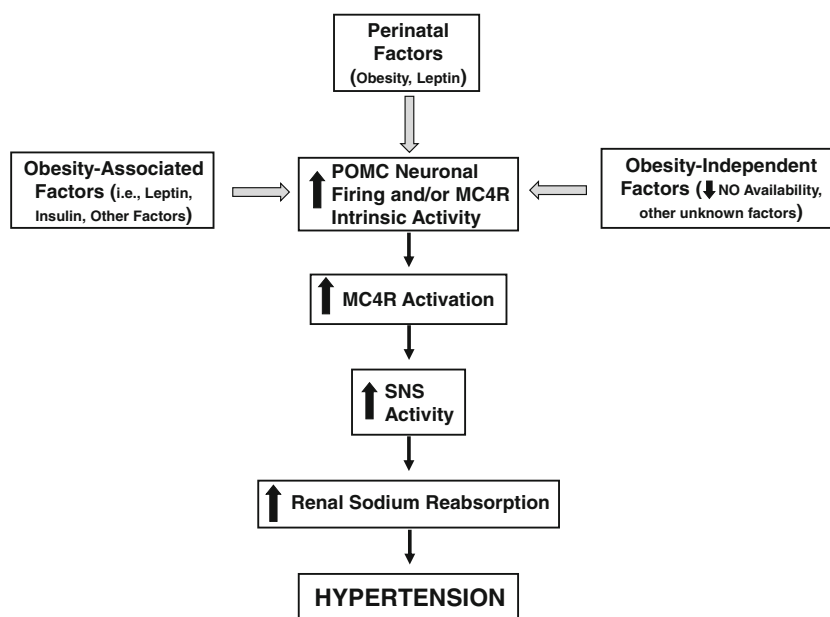 Perinatal
Factors
(Obesity, Leptin)
Obesity-Associated
Factors (i.e., Leptin,
Insulin, Other Factors)
POMC Neuronal
Firing and/or MC4R
Intrinsic Activity
Obesity-Independent
Factors (⬇ NO Availability,
other unknown factors)
MC4R Activation
SNS
Activity
Renal Sodium Reabsorption
HYPERTENSION